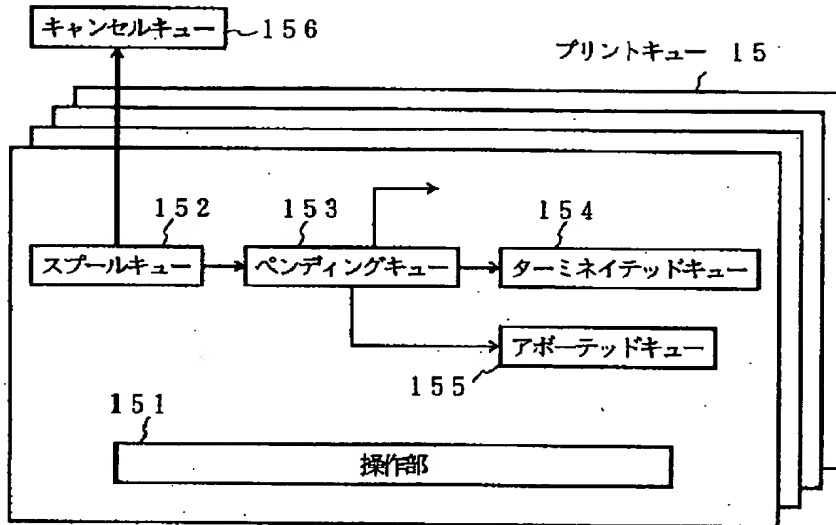 キャンセルキュー 156
プリントキュー 15
152 153 154
スプールキュー ペンディングキュー ターミネイテッドキュー
アボーテッドキュー
155
151
操作部